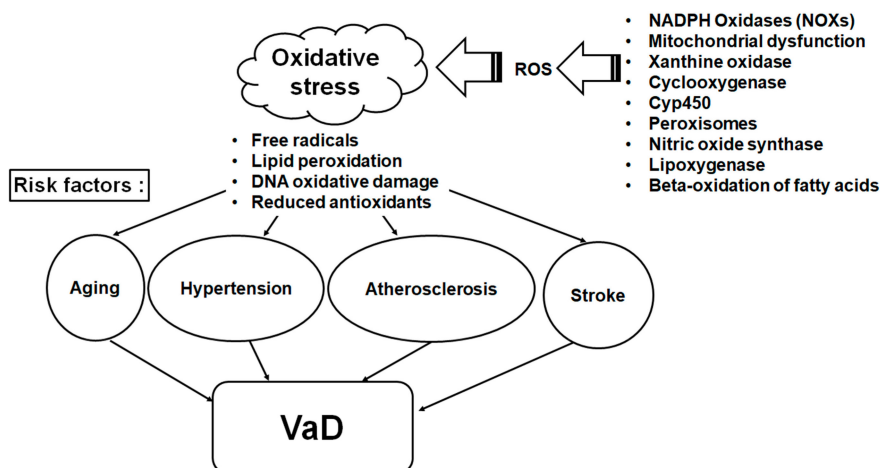 Oxidative
stress
ROS
• NADPH Oxidases (NOXs)
• Mitochondrial dysfunction
• Xanthine oxidase
• Cyclooxygenase
• Cyp450
• Peroxisomes
• Nitric oxide synthase
• Lipoxygenase
• Beta-oxidation of fatty acids
• Free radicals
• Lipid peroxidation
• DNA oxidative damage
• Reduced antioxidants
Risk factors :
Aging
Hypertension
Atherosclerosis
Stroke
VaD